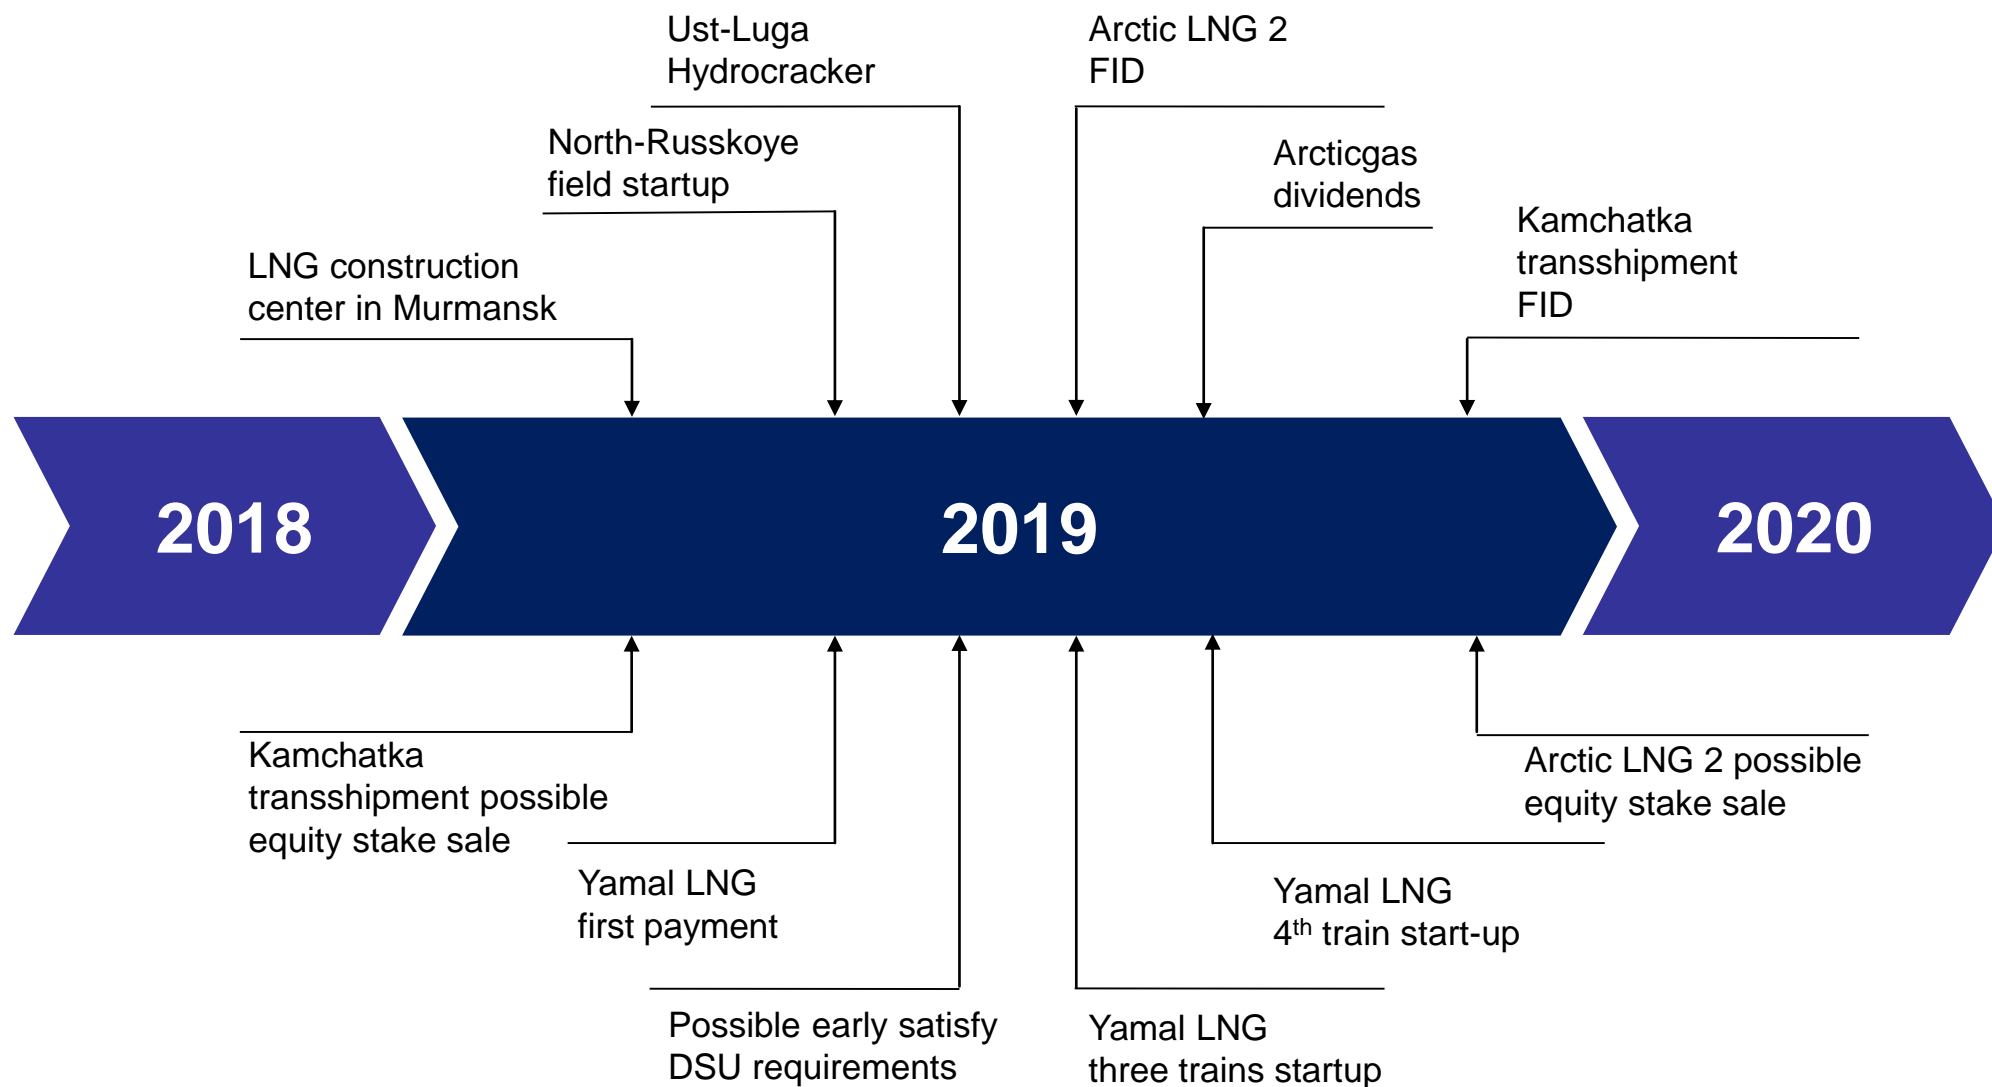 Ust-Luga
Hydrocracker
Arctic LNG 2
FID
North-Russkoye
field startup
Arcticgas
dividends
Kamchatka
transshipment
FID
LNG construction
center in Murmansk
2018
2019
2020
Kamchatka
transshipment possible
equity stake sale
Arctic LNG 2 possible
equity stake sale
Yamal LNG
first payment
Yamal LNG
4th train start-up
Possible early satisfy
DSU requirements
Yamal LNG
three trains startup